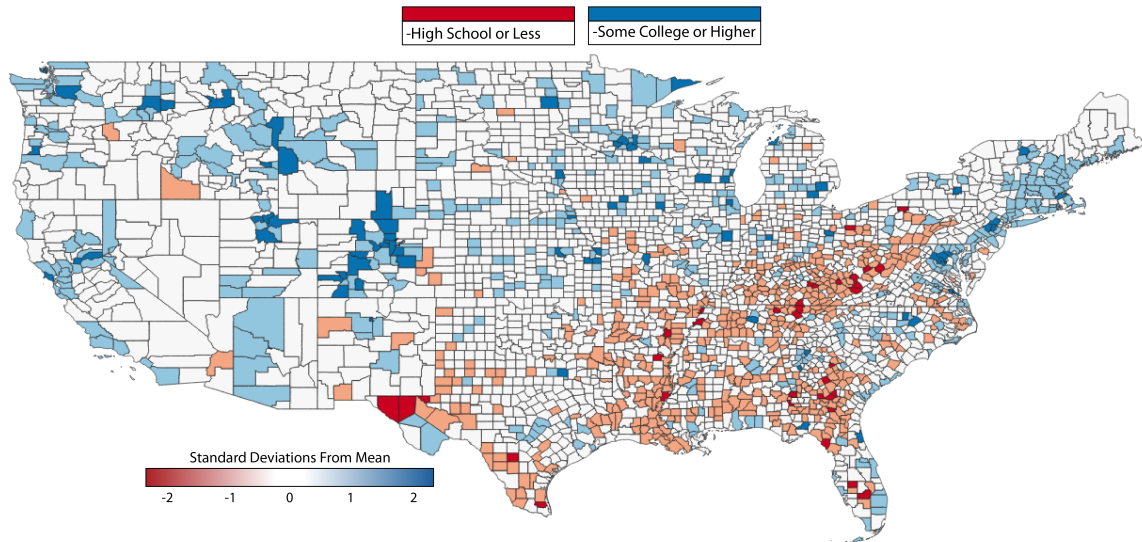 -High School or Less
-Some College or Higher
Standard Deviations From Mean
-2 -1 0 1 2